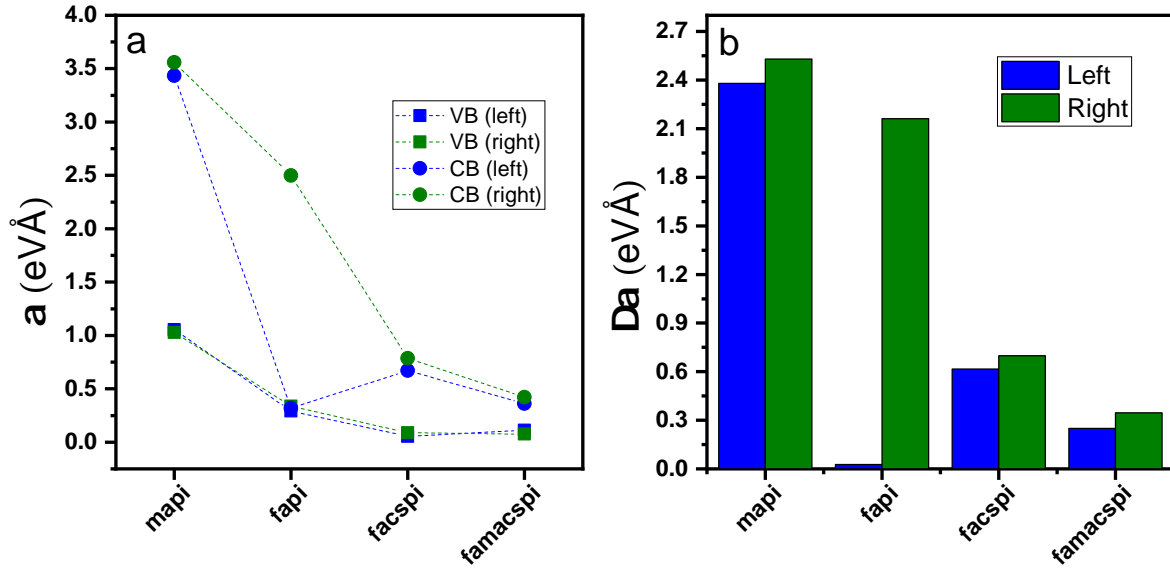 a
4.0
3.5
3.0
2.5
2.0
1.5
1.0
0.5
0.0
a (eVÅ)
VB (left)
VB (right)
CB (left)
CB (right)
mapi
fapi
facspi
famacspi
b
2.7
2.4
2.1
1.8
1.5
1.2
0.9
0.6
0.3
0.0
Da (eVÅ)
Left
Right
mapi
fapi
facspi
famacspi